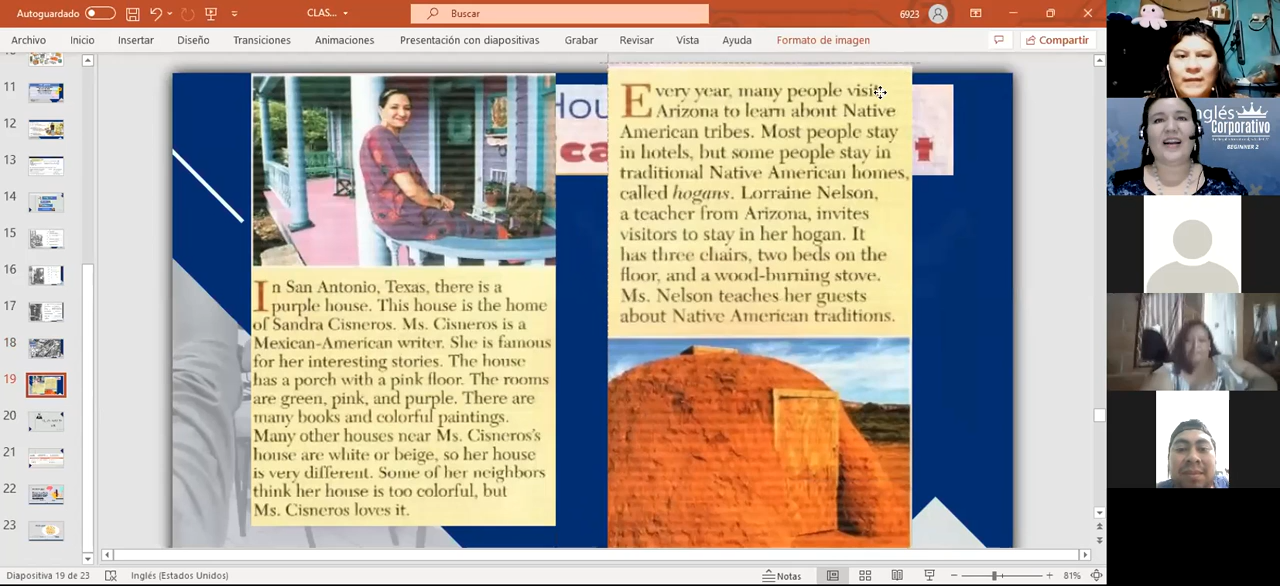 Autoguardado
CLAS...
Buscar
6923
Archivo
Inicio
Insertar
Diseño
Transiciones
Animaciones
Presentación con diapositivas
Grabar
Revisar
Vista
Ayuda
Formato de imagen
Compartir
11
12
13
14
15
16
17
18
19
20
21
22
23
In San Antonio, Texas, there is a
purple house. This house is the home
of Sandra Cisneros. Ms. Cisneros is a
Mexican-American writer. She is famous
for her interesting stories. The house
has a porch with a pink floor. The rooms
are green, pink, and purple. There are
many books and colorful paintings.
Many other houses near Ms. Cisneros's
house are white or beige, so her house
is very different. Some of her neighbors
think her house is too colorful, but
Ms. Cisneros loves it.
Every year, many people visit
Arizona to learn about Native
American tribes. Most people stay
in hotels, but some people stay in
traditional Native American homes,
called hogans. Lorraine Nelson,
a teacher from Arizona, invites
visitors to stay in her hogan. It
has three chairs, two beds on the
floor, and a wood-burning stove.
Ms. Nelson teaches her guests
about Native American traditions.
Inglés
Corporativo
BEGINNER 2
Diapositiva 19 de 23
Inglés (Estados Unidos)
Notas
81%